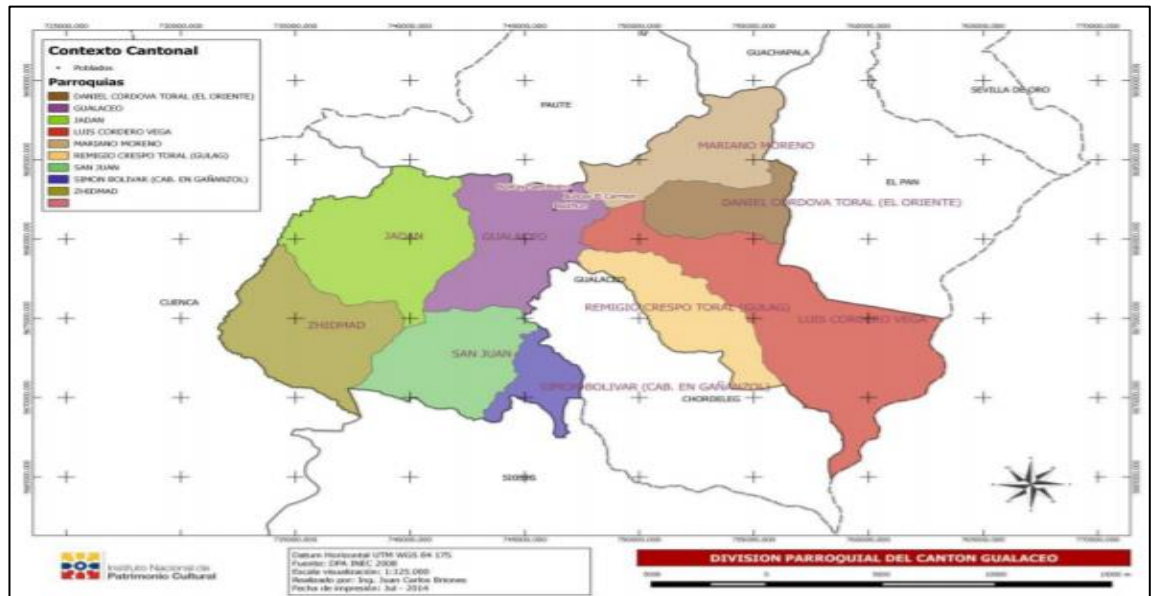 Contexto Cantonal
Poblados
Parroquias
DANIEL CORDOVA TORAL (EL ORIENTE)
GUALACEO
JADAN
LUIS CORDERO VEGA
MARIANO MORENO
REMIGIO CRESPO TORAL (GULAG)
SAN JUAN
SIMON BOLIVAR (CAB. EN GAÑANZOL)
ZHIDMAD
GUACHAPALA
SEVILLA DE ORO
PAUTE
MARIANO MORENO
EL PAN
DANIEL CORDOVA TORAL (EL ORIENTE)
JADAN
GUALACEO
GUALACEO
CUENCA
REMIGIO CRESPO TORAL (GULAG)
LUIS CORDERO VEGA
ZHIDMAD
SAN JUAN
SIMON BOLIVAR (CAB. EN GAÑANZOL)
CHORDELEG
Instituto Nacional de
Patrimonio Cultural
Datum Horizontal UTM WGS 84 17S
Fuente: DPA INEC 2008
Escala visualización: 1:125.000
Realizado por: Ing. Juan Carlos Briones
Fecha de impresión: Jul - 2014
DIVISION PARROQUIAL DEL CANTON GUALACEO